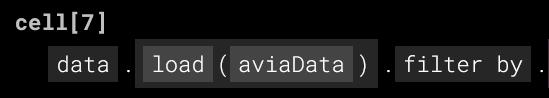 cell[7]
data . load (aviaData) . filter by .